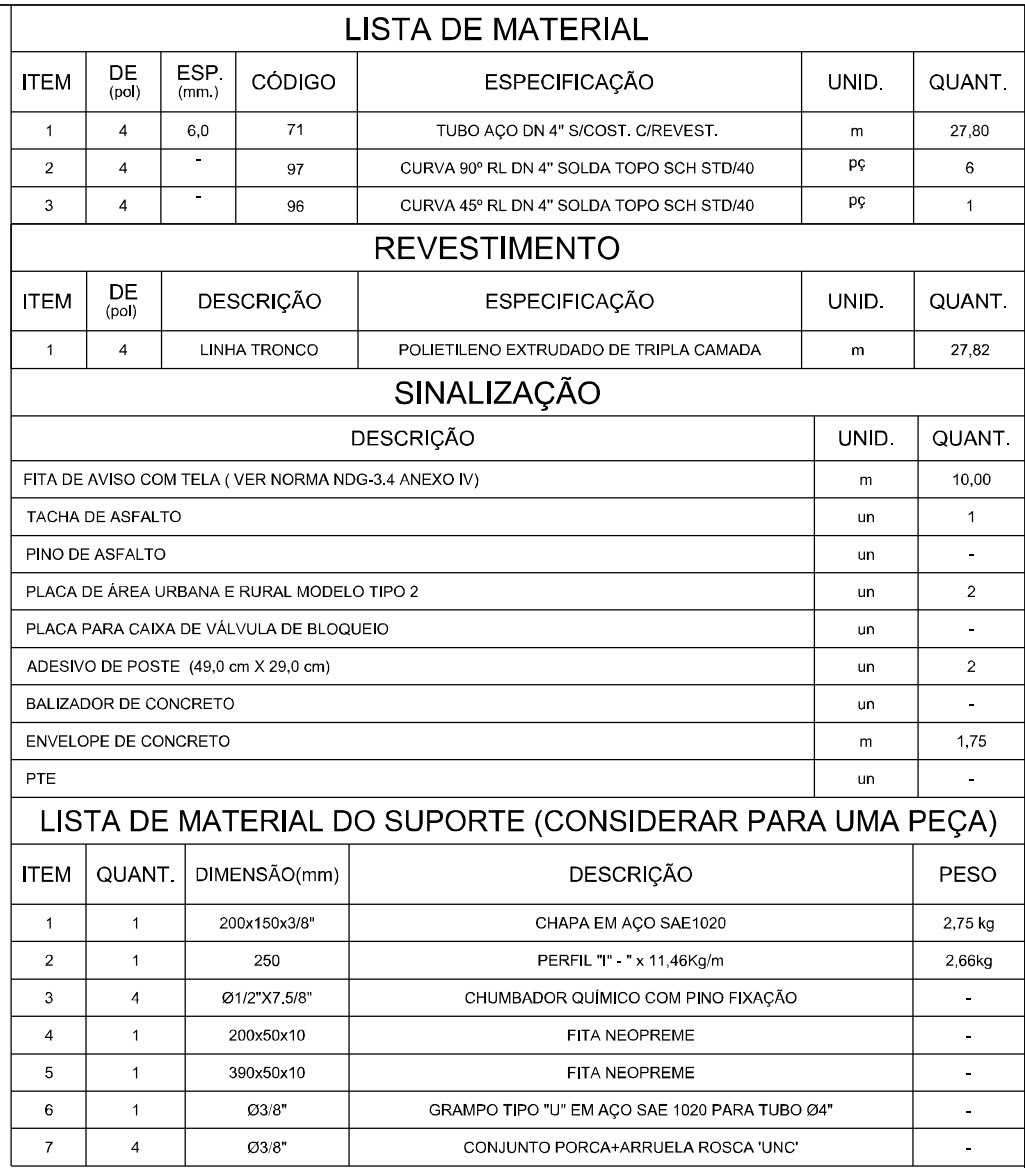 LISTA DE MATERIAL
ITEM DE (pol) ESP. (mm.) CÓDIGO ESPECIFICAÇÃO UNID. QUANT.
1 4 6,0 71 TUBO AÇO DN 4" S/COST. C/REVEST. m 27,80
2 4 - 97 CURVA 90º RL DN 4" SOLDA TOPO SCH STD/40 pç 6
3 4 - 96 CURVA 45º RL DN 4" SOLDA TOPO SCH STD/40 pç 1
REVESTIMENTO
ITEM DE (pol) DESCRIÇÃO ESPECIFICAÇÃO UNID. QUANT.
1 4 LINHA TRONCO POLIETILENO EXTRUDADO DE TRIPLA CAMADA m 27,82
SINALIZAÇÃO
DESCRIÇÃO UNID. QUANT.
FITA DE AVISO COM TELA ( VER NORMA NDG-3.4 ANEXO IV) m 10,00
TACHA DE ASFALTO un 1
PINO DE ASFALTO un -
PLACA DE ÁREA URBANA E RURAL MODELO TIPO 2 un 2
PLACA PARA CAIXA DE VÁLVULA DE BLOQUEIO un -
ADESIVO DE POSTE (49,0 cm X 29,0 cm) un 2
BALIZADOR DE CONCRETO un -
ENVELOPE DE CONCRETO m 1,75
PTE un -
LISTA DE MATERIAL DO SUPORTE (CONSIDERAR PARA UMA PEÇA)
ITEM QUANT. DIMENSÃO(mm) DESCRIÇÃO PESO
1 1 200x150x3/8" CHAPA EM AÇO SAE1020 2,75 kg
2 1 250 PERFIL "I" - " x 11,46Kg/m 2,66kg
3 4 Ø1/2"X7.5/8" CHUMBADOR QUÍMICO COM PINO FIXAÇÃO -
4 1 200x50x10 FITA NEOPREME -
5 1 390x50x10 FITA NEOPREME -
6 1 Ø3/8" GRAMPO TIPO "U" EM AÇO SAE 1020 PARA TUBO Ø4" -
7 4 Ø3/8" CONJUNTO PORCA+ARRUELA ROSCA 'UNC' -